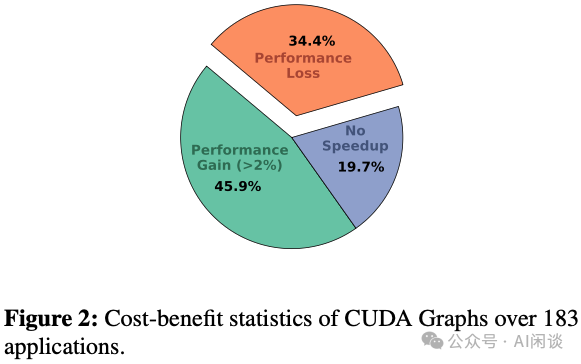 34.4%
Performance
Loss
No
Speedup
19.7%
Performance
Gain (>2%)
45.9%
Figure 2: Cost-benefit statistics of CUDA Graphs over 183
applications.
公众号 · AI闲谈